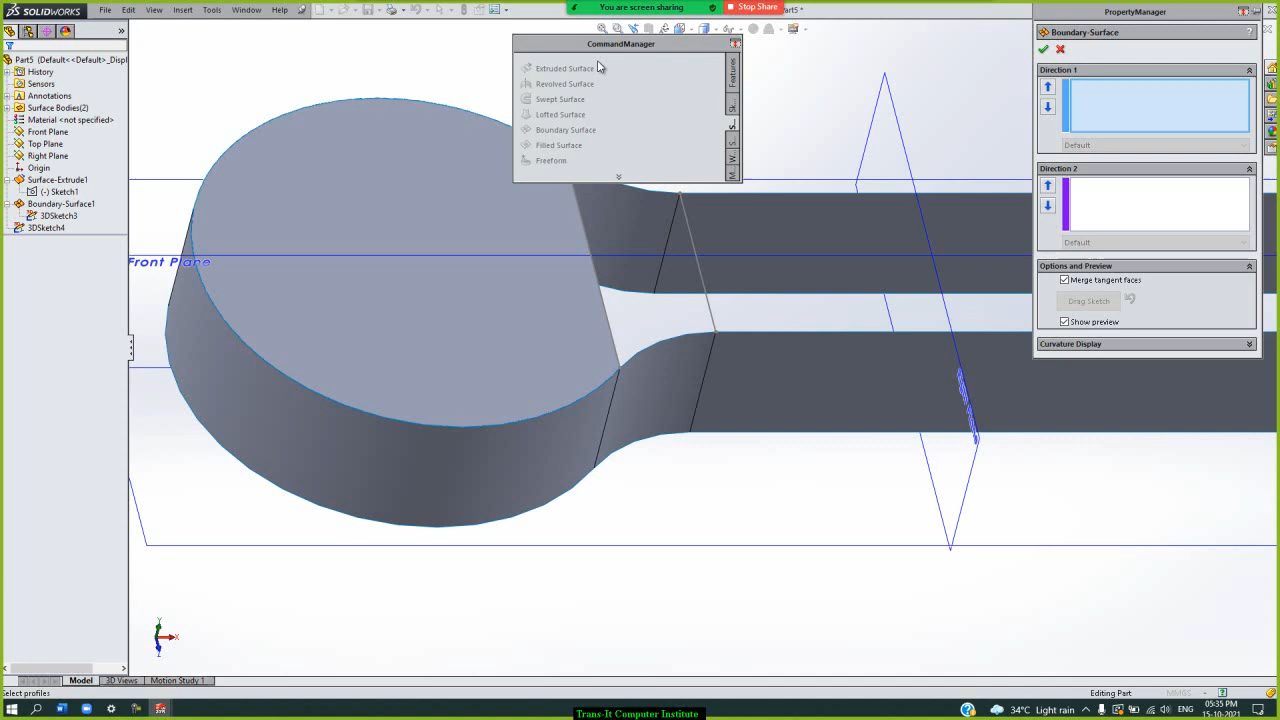 SOLIDWORKS
File Edit View Insert Tools Window Help
You are screen sharing
Stop Share
Part5 *
CommandManager
Extruded Surface
Revolved Surface
Swept Surface
Lofted Surface
Boundary Surface
Filled Surface
Freeform
Features
Sk...
S...
S...
W...
M...
Part5 (Default<<Default>_Displ
History
Sensors
Annotations
Surface Bodies(2)
Material <not specified>
Front Plane
Top Plane
Right Plane
Origin
Surface-Extrude1
(-) Sketch1
Boundary-Surface1
3DSketch3
3DSketch4
Front Plane
PropertyManager
Boundary-Surface
?
Direction 1
Default
Direction 2
Default
Options and Preview
Merge tangent faces
Drag Sketch
Show preview
Curvature Display
Y
X
Z
Model 3D Views Motion Study 1
Select profiles
Editing Part
MMGS
34°C Light rain
ENG
05:35 PM
15-10-2021
Trans-It Computer Institute